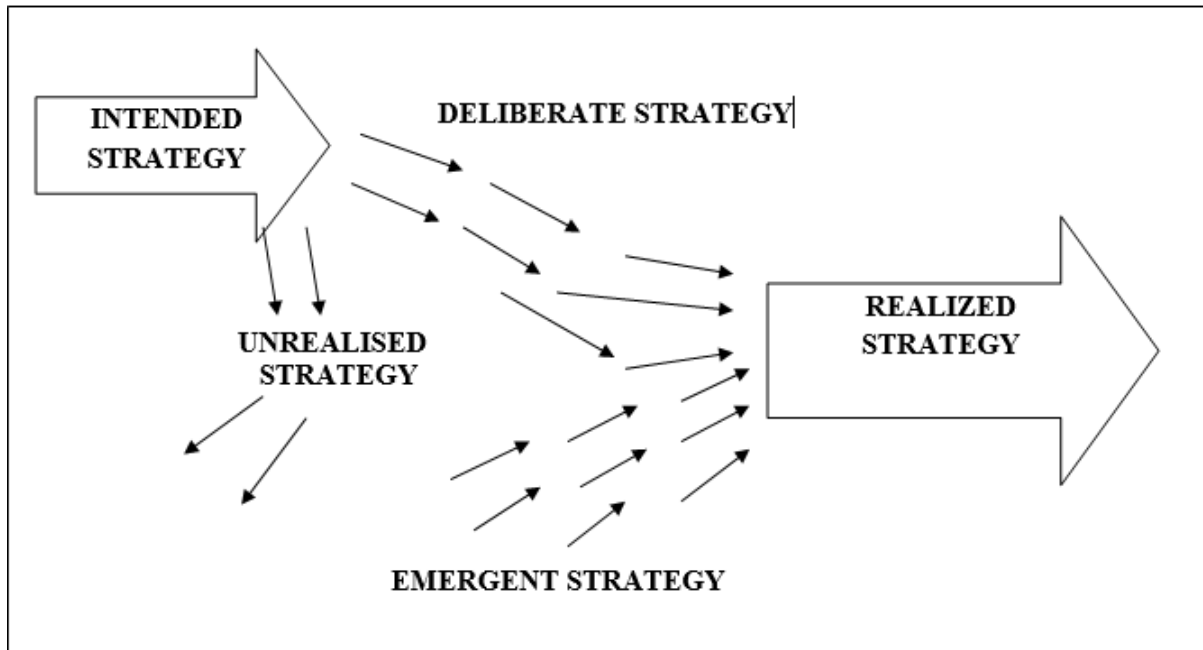 INTENDED
STRATEGY
DELIBERATE STRATEGY
UNREALISED
STRATEGY
REALIZED
STRATEGY
EMERGENT STRATEGY